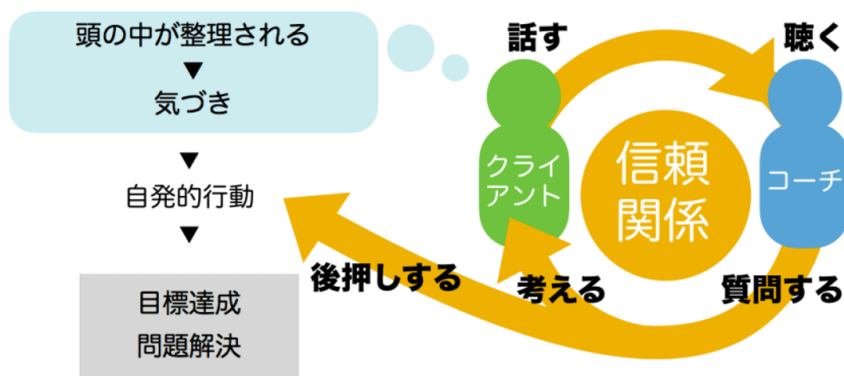 頭の中が整理される
▼
気づき
▼
自発的行動
▼
目標達成
問題解決
話す
聴く
クライ
アント
信頼
関係
コーチ
後押しする
考える
質問する